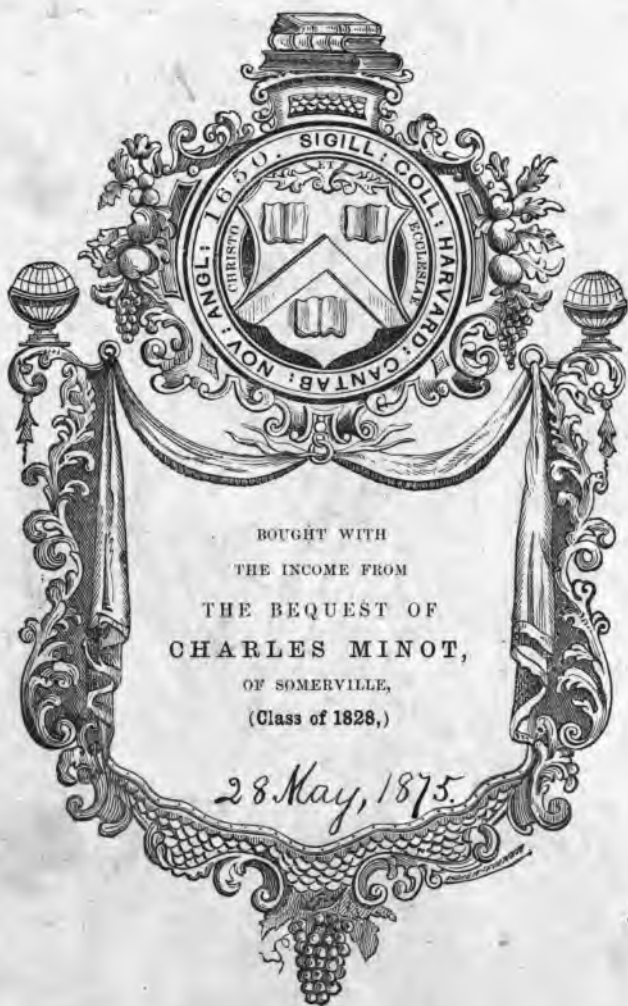 SIGILL: COLL: HARVARD: CANTAB: NOV: ANGL: 1650.
ET
CHRISTO
ECCLESIAE
BOUGHT WITH
THE INCOME FROM
THE BEQUEST OF
CHARLES MINOT,
OF SOMERVILLE,
(Class of 1828,)
28 May, 1875.